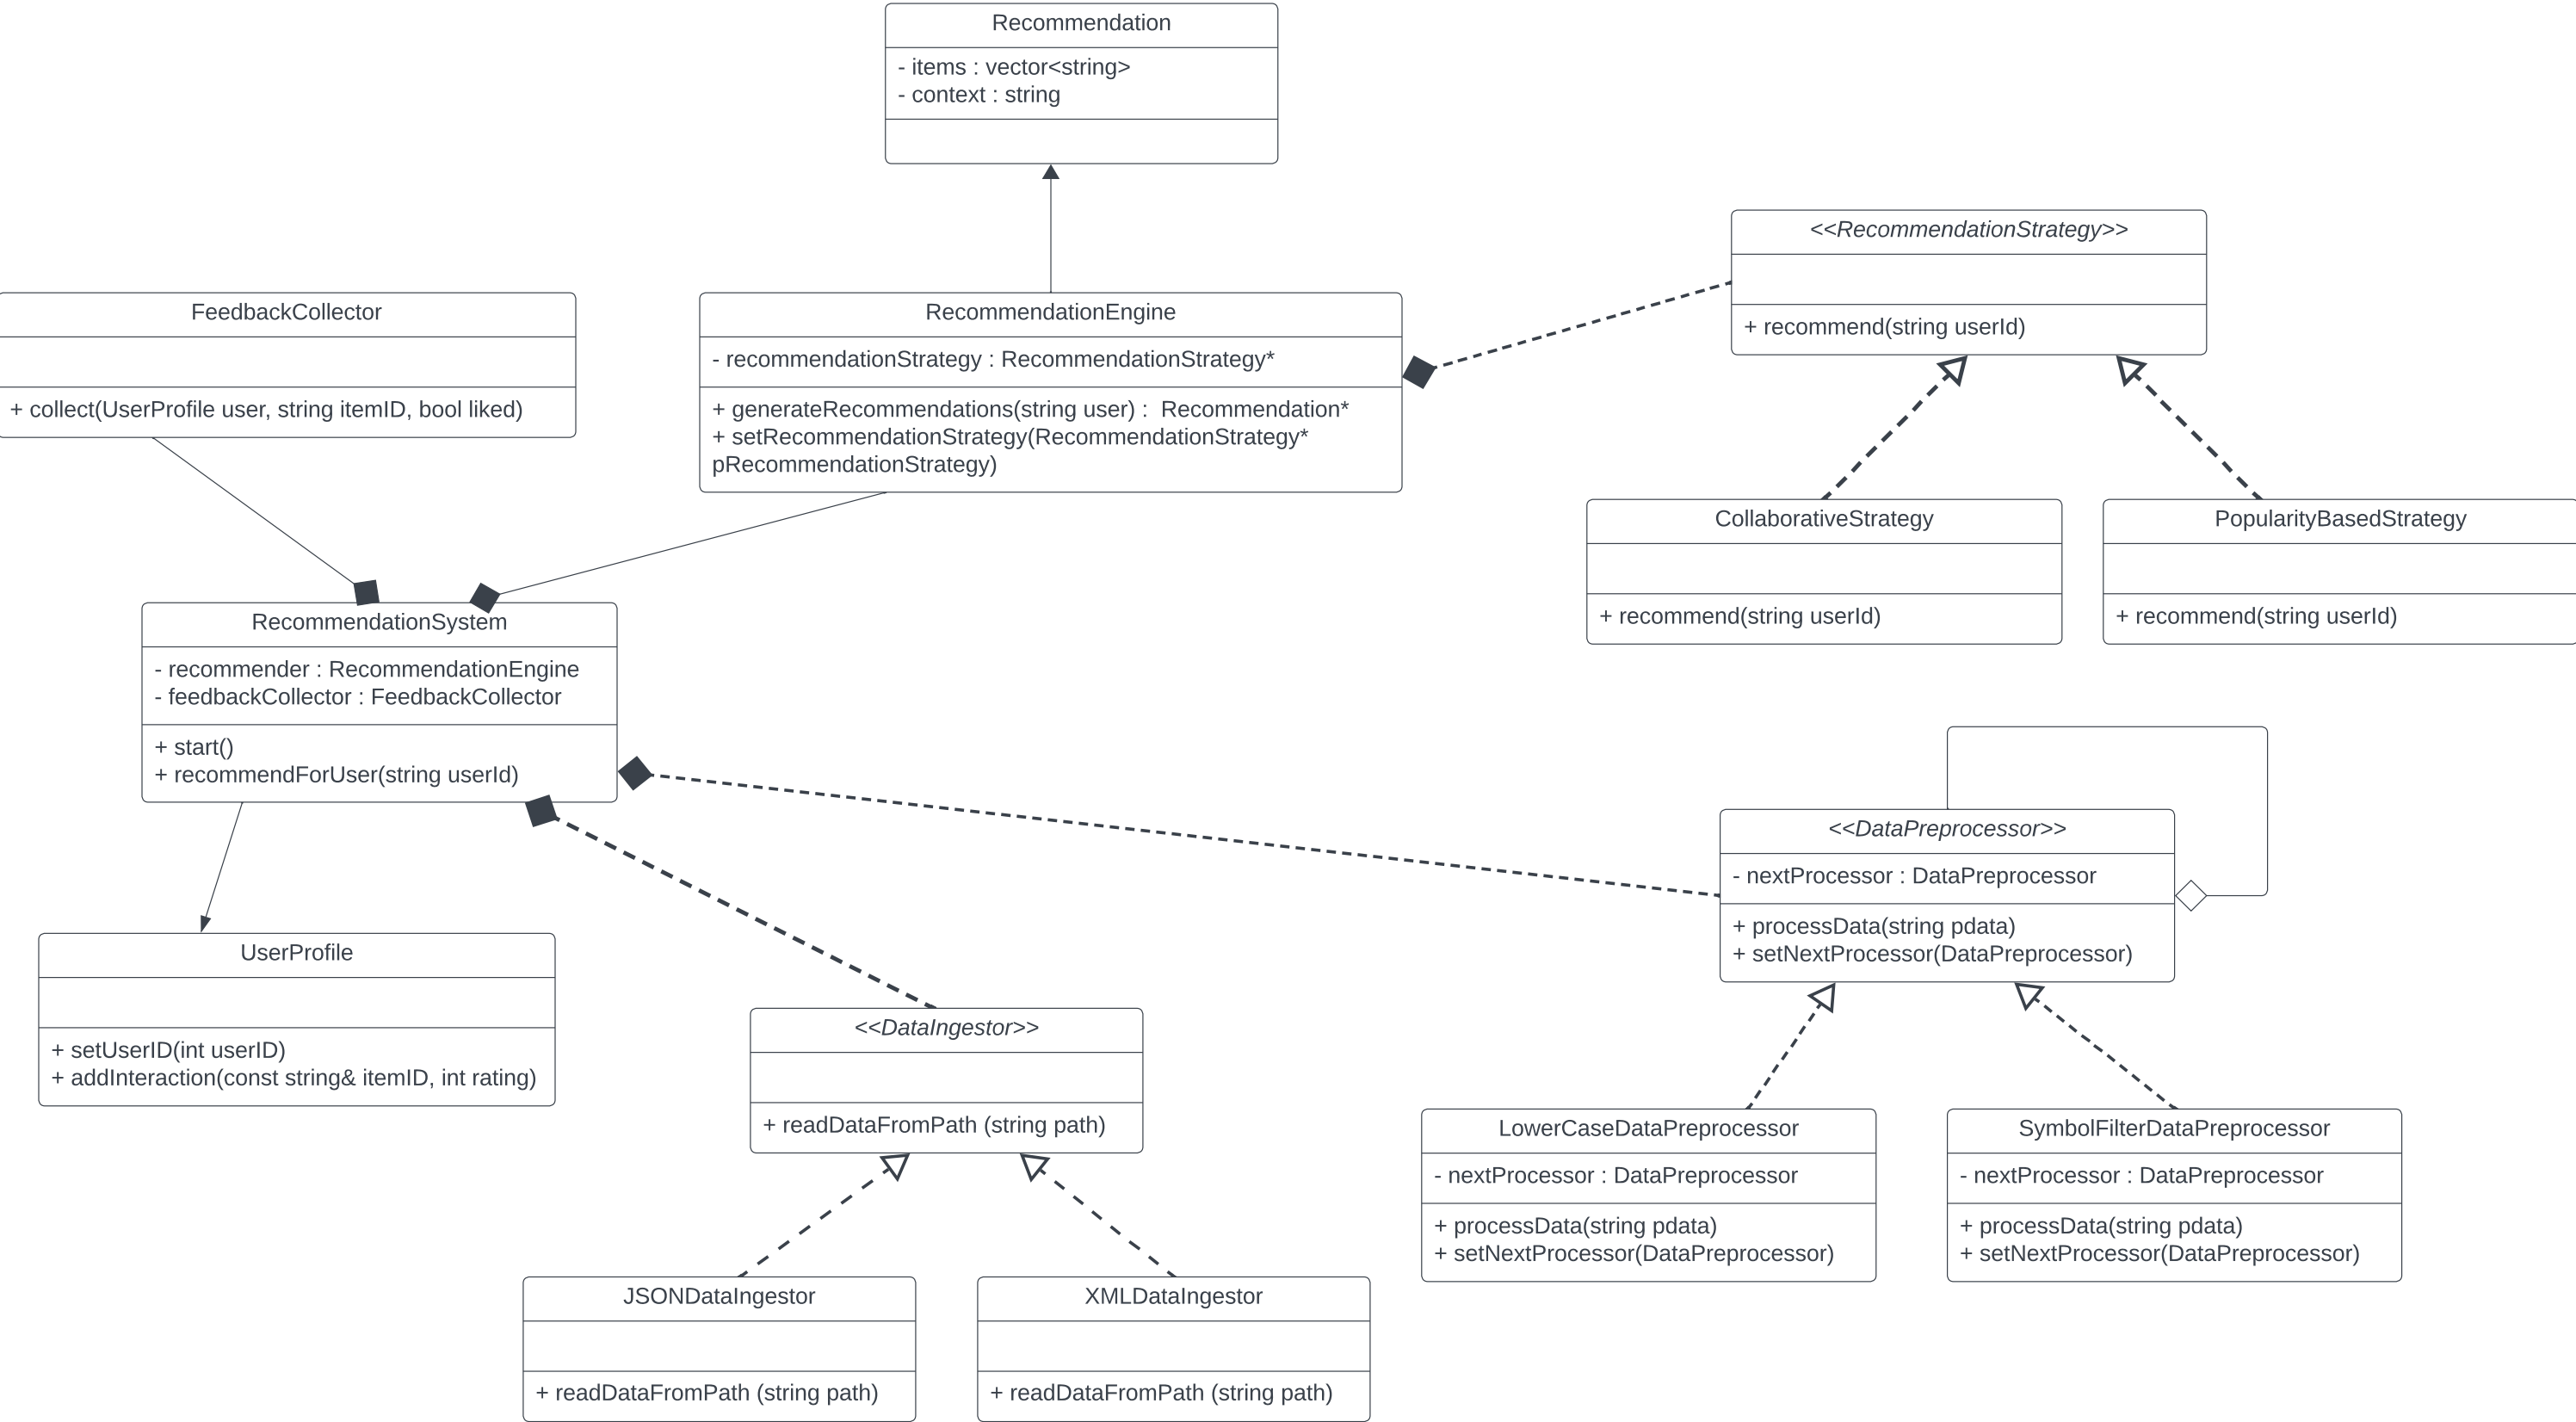 Recommendation
- items : vector<string>
- context : string
<<RecommendationStrategy>>
+ recommend(string userId)
FeedbackCollector
+ collect(UserProfile user, string itemID, bool liked)
RecommendationEngine
- recommendationStrategy : RecommendationStrategy*
+ generateRecommendations(string user) :  Recommendation*
+ setRecommendationStrategy(RecommendationStrategy*
pRecommendationStrategy)
CollaborativeStrategy
+ recommend(string userId)
PopularityBasedStrategy
+ recommend(string userId)
RecommendationSystem
- recommender : RecommendationEngine
- feedbackCollector : FeedbackCollector
+ start()
+ recommendForUser(string userId)
<<DataPreprocessor>>
- nextProcessor : DataPreprocessor
+ processData(string pdata)
+ setNextProcessor(DataPreprocessor)
UserProfile
+ setUserID(int userID)
+ addInteraction(const string& itemID, int rating)
<<DataIngestor>>
+ readDataFromPath (string path)
LowerCaseDataPreprocessor
- nextProcessor : DataPreprocessor
+ processData(string pdata)
+ setNextProcessor(DataPreprocessor)
SymbolFilterDataPreprocessor
- nextProcessor : DataPreprocessor
+ processData(string pdata)
+ setNextProcessor(DataPreprocessor)
JSONDataIngestor
+ readDataFromPath (string path)
XMLDataIngestor
+ readDataFromPath (string path)